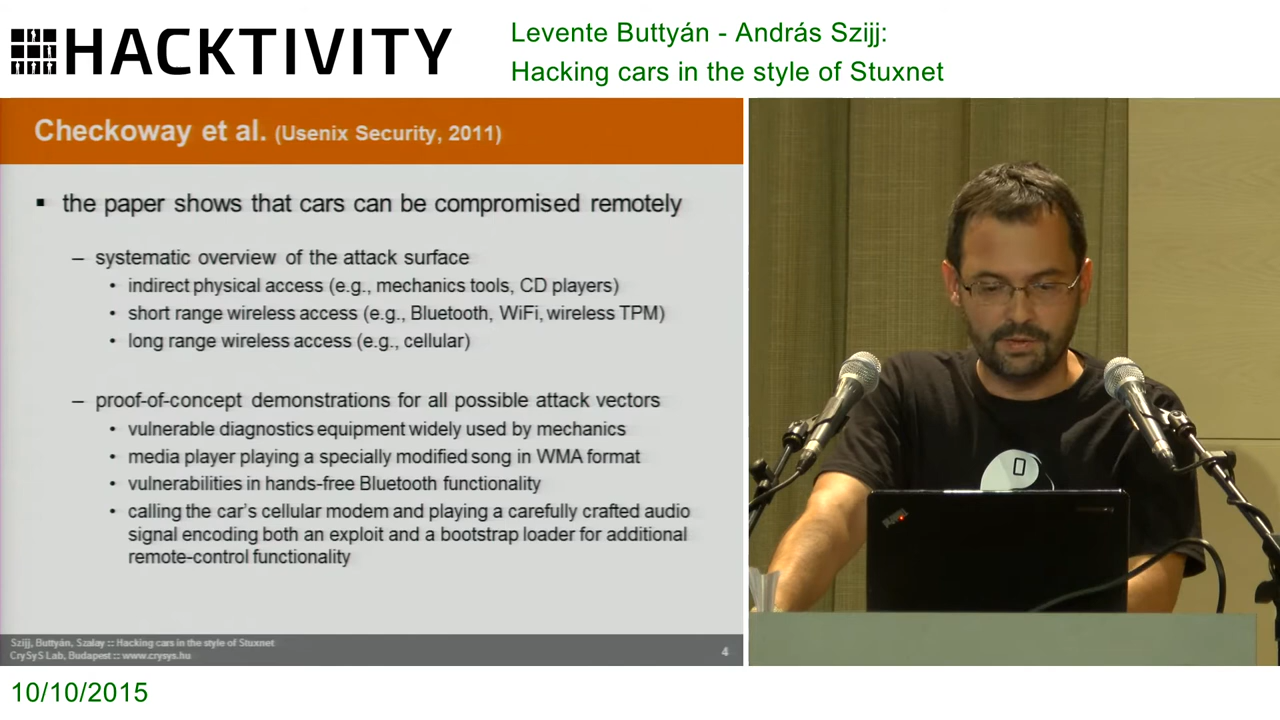 HACKTIVITY
Levente Buttyán - András Szijj:
Hacking cars in the style of Stuxnet
Checkoway et al. (Usenix Security, 2011)
▪ the paper shows that cars can be compromised remotely
– systematic overview of the attack surface
• indirect physical access (e.g., mechanics tools, CD players)
• short range wireless access (e.g., Bluetooth, WiFi, wireless TPM)
• long range wireless access (e.g., cellular)
– proof-of-concept demonstrations for all possible attack vectors
• vulnerable diagnostics equipment widely used by mechanics
• media player playing a specially modified song in WMA format
• vulnerabilities in hands-free Bluetooth functionality
• calling the car's cellular modem and playing a carefully crafted audio
signal encoding both an exploit and a bootstrap loader for additional
remote-control functionality
Szijj, Buttyán, Szalay :: Hacking cars in the style of Stuxnet
CrySyS Lab, Budapest :: www.crysys.hu
4
10/10/2015